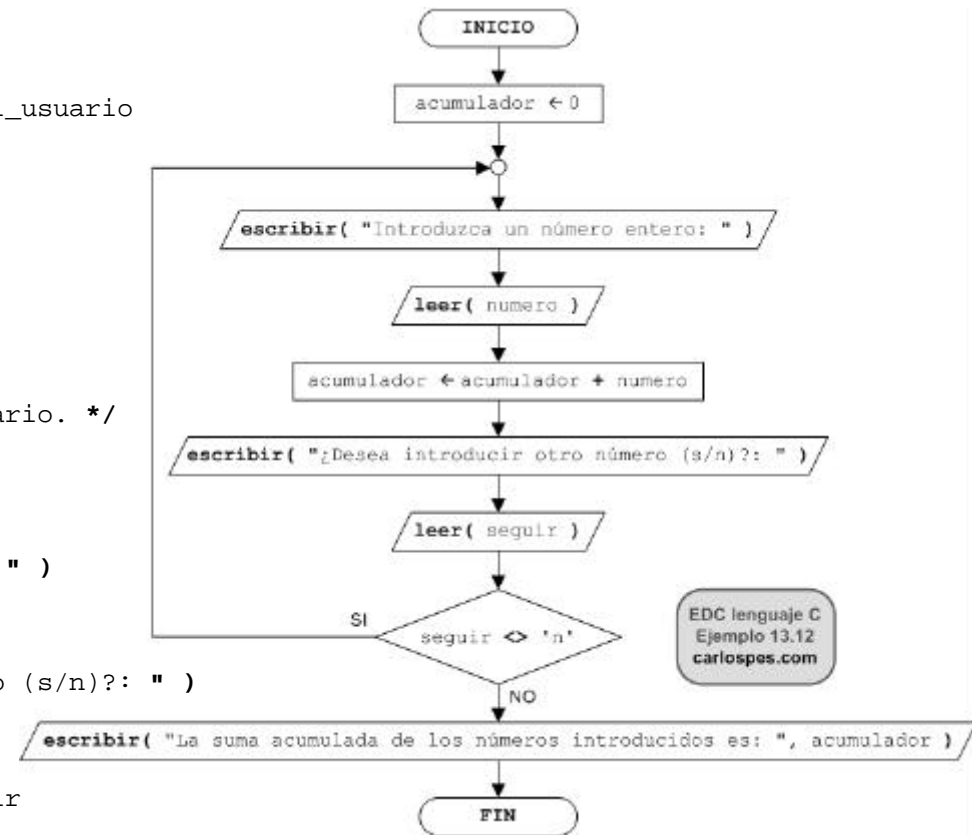 INICIO
_usuario
acumulador ← 0
escribir( "Introduzca un número entero: " )
leer( numero )
acumulador ← acumulador + numero
ario. */
escribir( "¿Desea introducir otro número (s/n)?: " )
leer( seguir )
" )
SI
seguir <> 'n'
EDC lenguaje C
Ejemplo 13.12
carlospes.com
(s/n)?: " )
NO
escribir( "La suma acumulada de los números introducidos es: ", acumulador )
ir
FIN